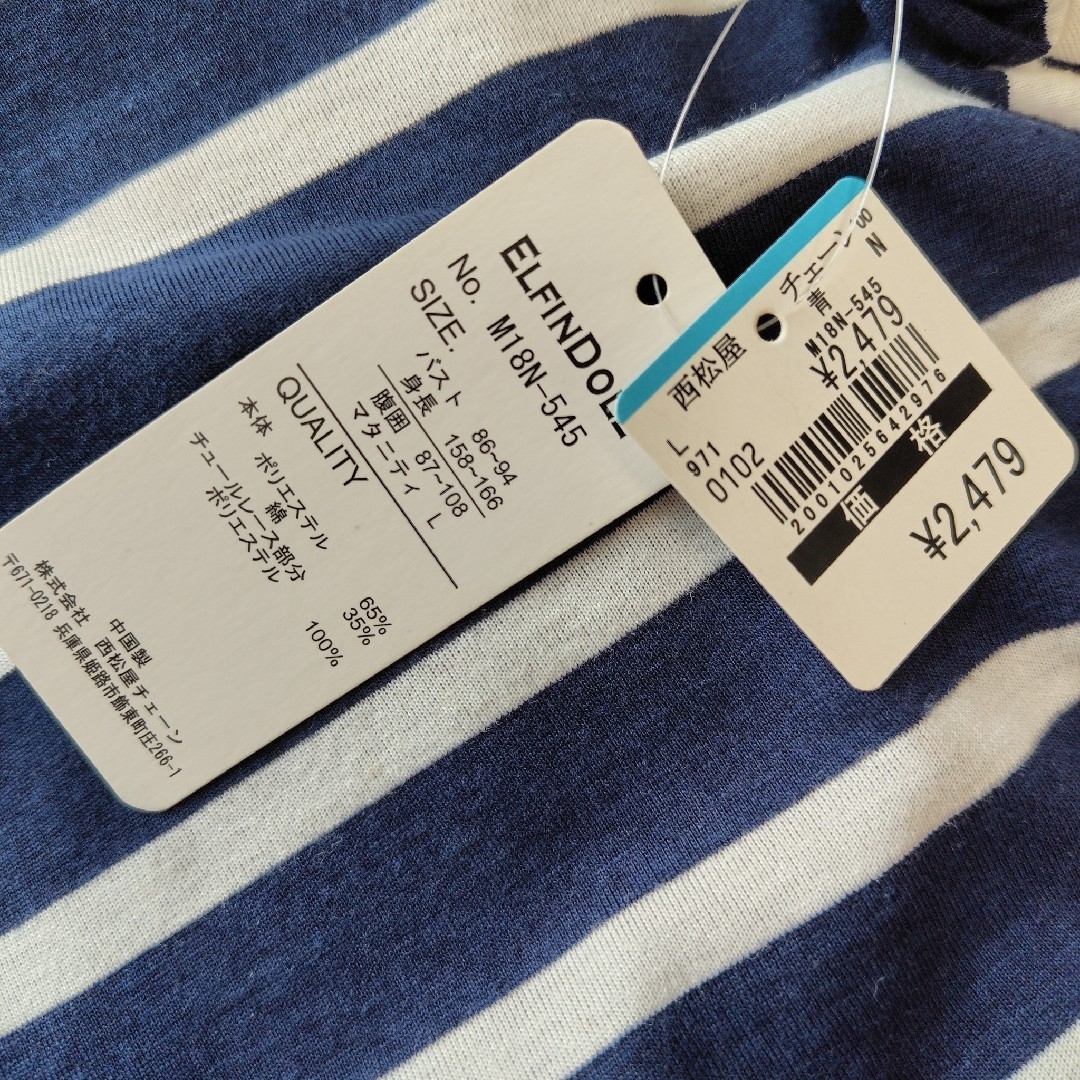 ELFINDO
No. M18N-545
SIZE.
バスト 86~94
身長 158~166
腹囲 87~108
マタニティ L
QUALITY
本体 ポリエステル 65%
綿 35%
チュールレース部分
ポリエステル 100%
中国製
株式会社 西松屋チェーン
〒671-0218 兵庫県姫路市飾東町庄266-1
西松屋 チェーン
00
N
青
M18N-545
¥2,479
L
971
0102
2001025642976
価格
¥2,479